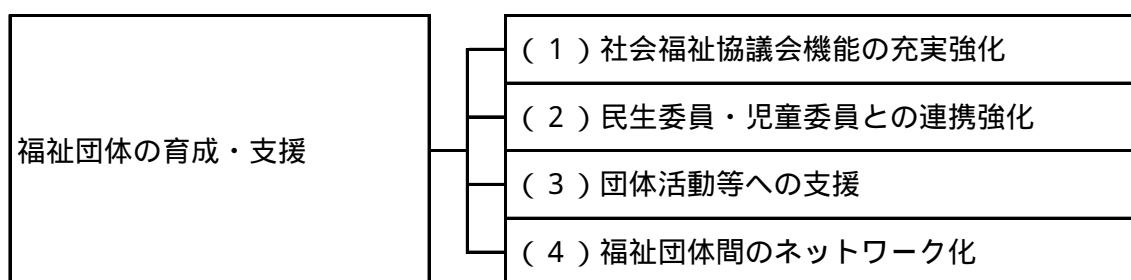 福祉団体の育成・支援
（１）社会福祉協議会機能の充実強化
（２）民生委員・児童委員との連携強化
（３）団体活動等への支援
（４）福祉団体間のネットワーク化